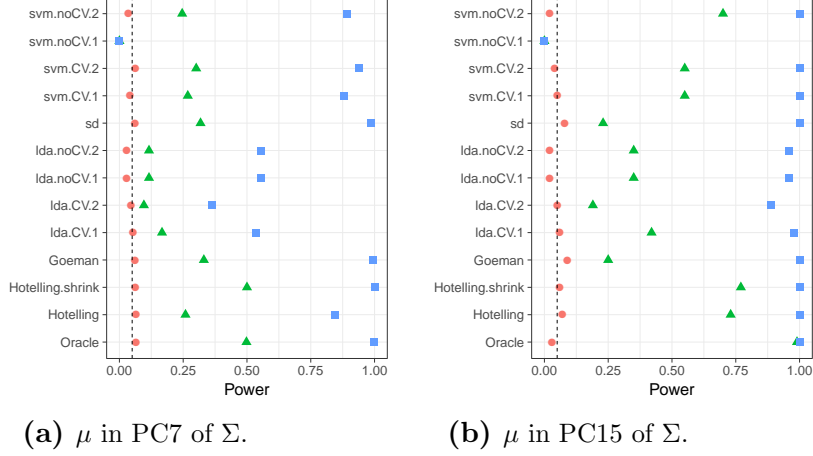 svm.noCV.2
svm.noCV.1
svm.CV.2
svm.CV.1
sd
lda.noCV.2
lda.noCV.1
lda.CV.2
lda.CV.1
Goeman
Hotelling.shrink
Hotelling
Oracle
0.00 0.25 0.50 0.75 1.00
Power
(a) μ in PC7 of Σ.
svm.noCV.2
svm.noCV.1
svm.CV.2
svm.CV.1
sd
lda.noCV.2
lda.noCV.1
lda.CV.2
lda.CV.1
Goeman
Hotelling.shrink
Hotelling
Oracle
0.00 0.25 0.50 0.75 1.00
Power
(b) μ in PC15 of Σ.